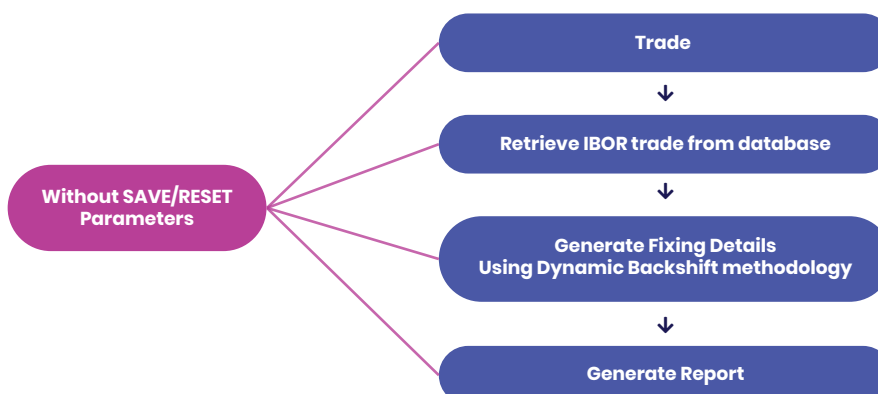 Trade
Retrieve IBOR trade from database
Without SAVE/RESET
Parameters
Generate Fixing Details
Using Dynamic Backshift methodology
Generate Report